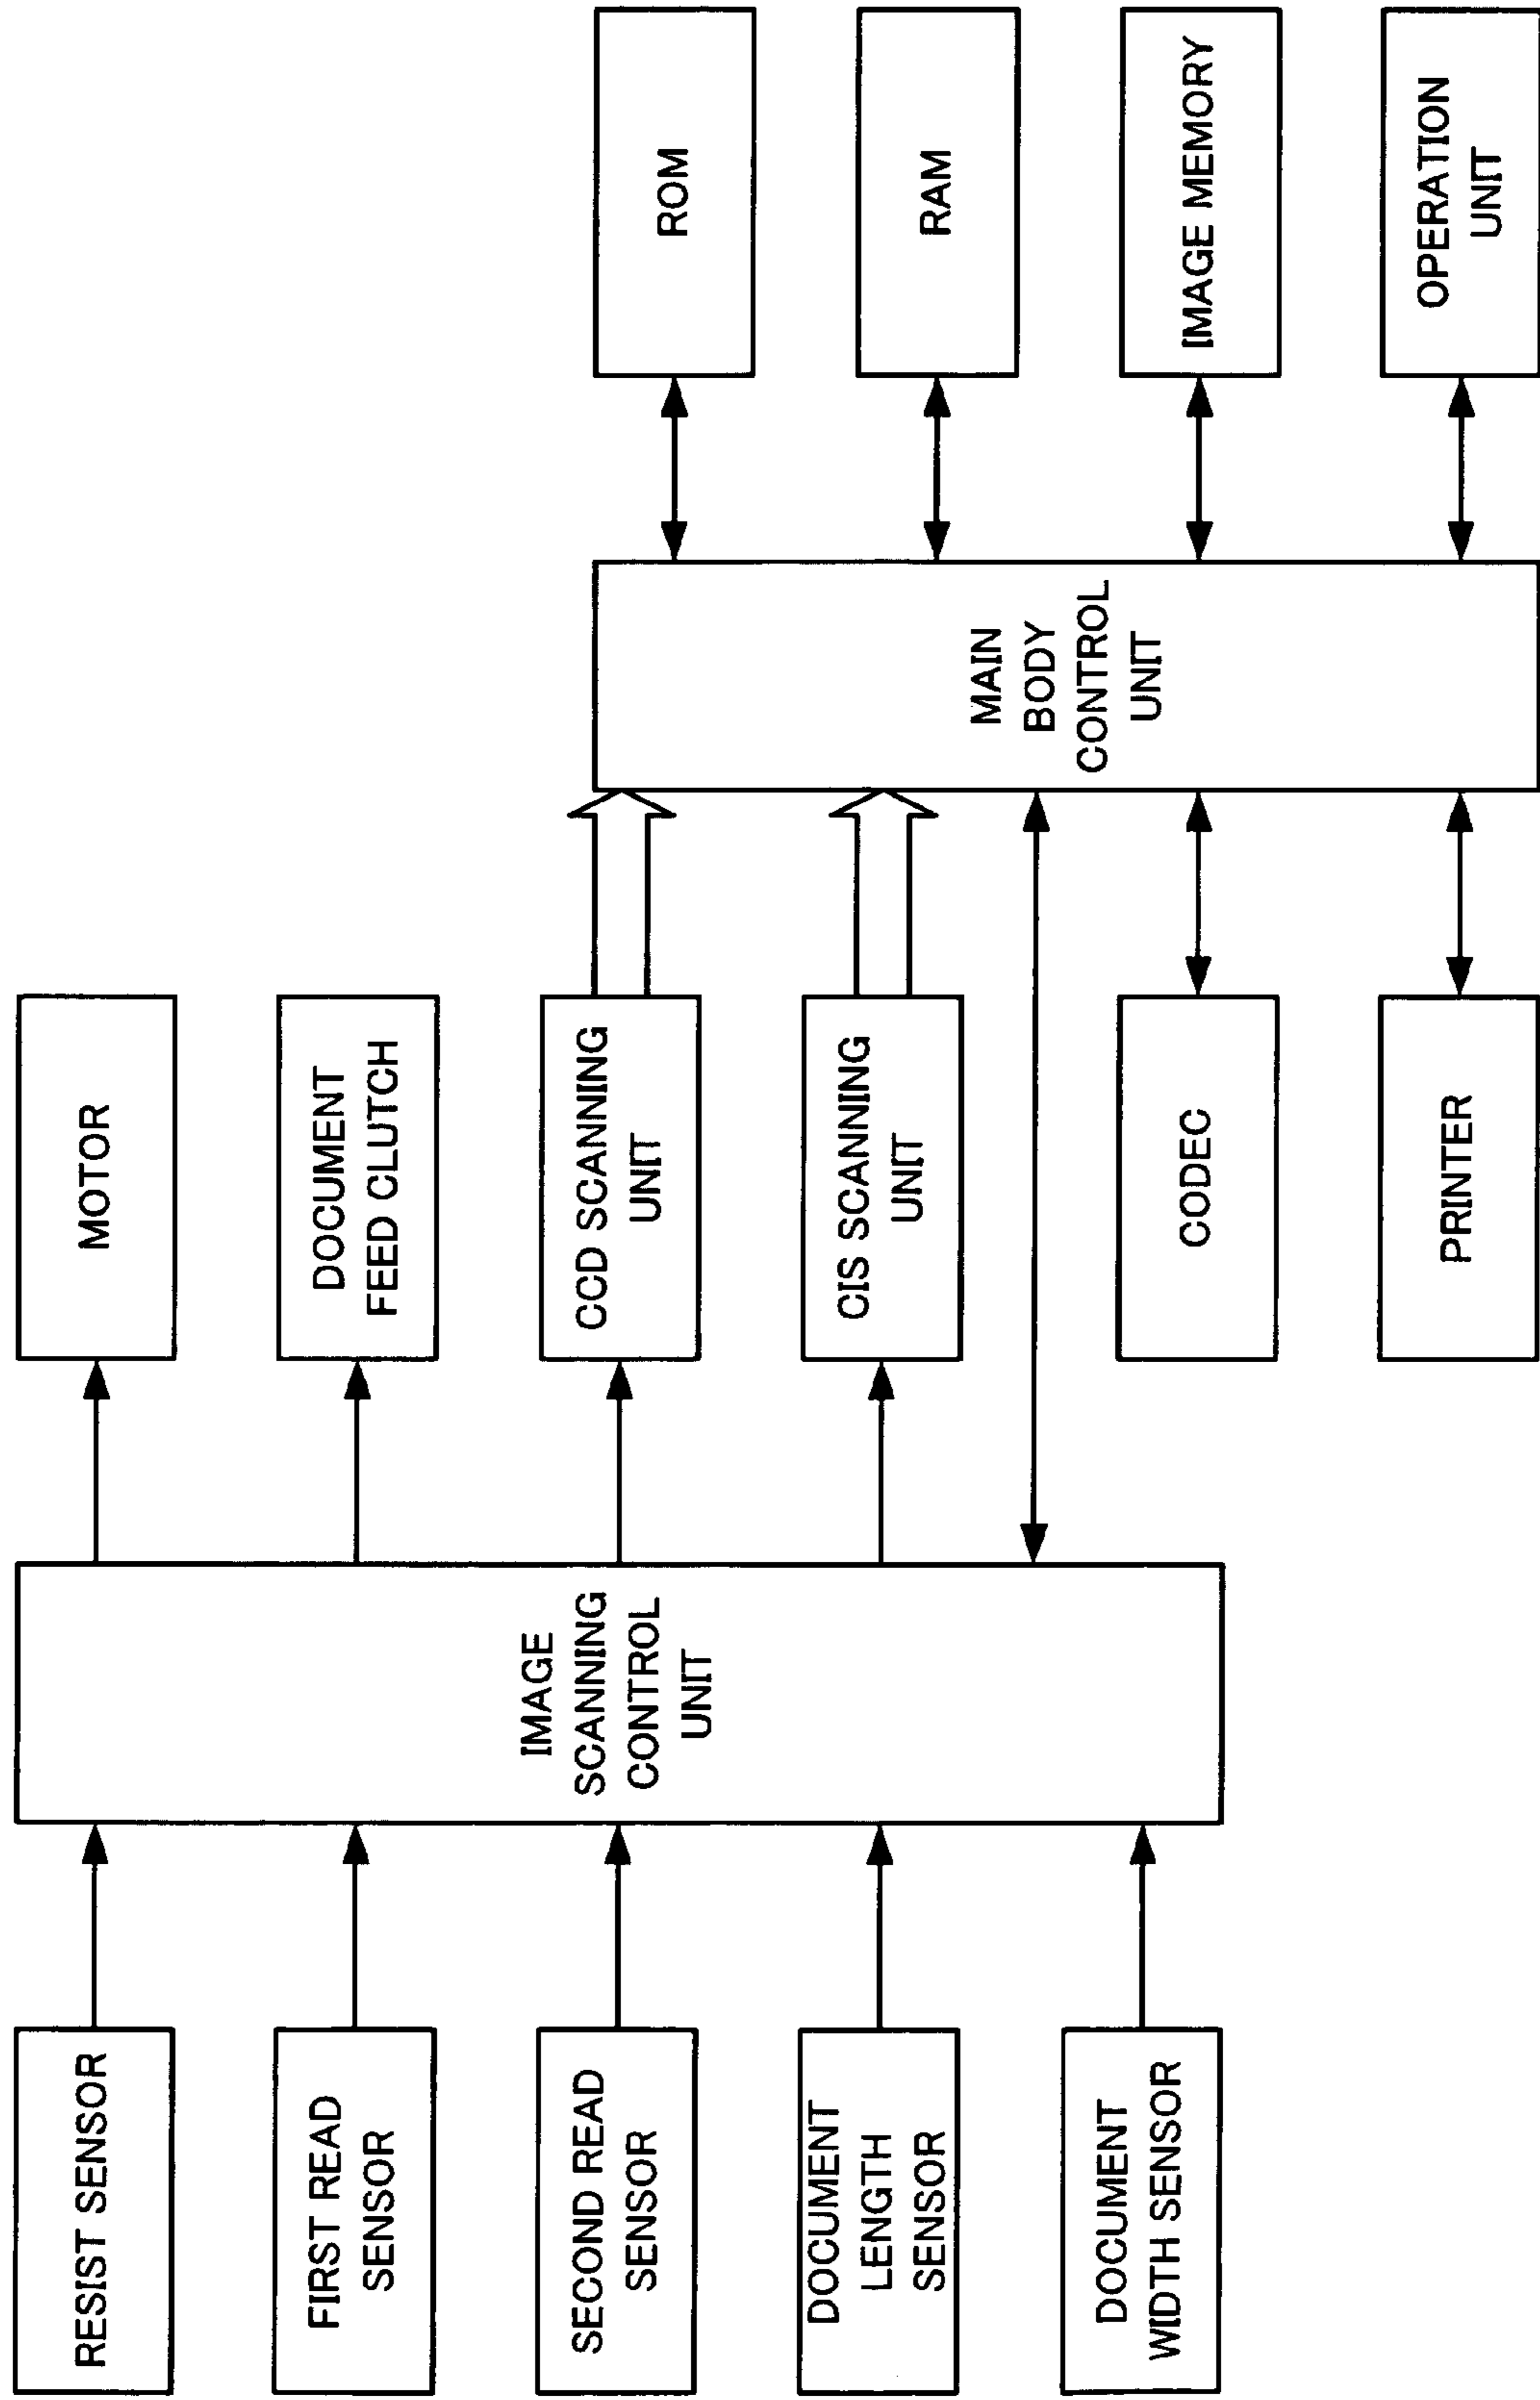 RESIST SENSOR
FIRST READ
SENSOR
SECOND READ
SENSOR
DOCUMENT
LENGTH
SENSOR
DOCUMENT
WIDTH SENSOR
IMAGE
SCANNING
CONTROL
UNIT
MOTOR
DOCUMENT
FEED CLUTCH
CCD SCANNING
UNIT
CIS SCANNING
UNIT
CODEC
PRINTER
MAIN
BODY
CONTROL
UNIT
ROM
RAM
IMAGE MEMORY
OPERATION
UNIT